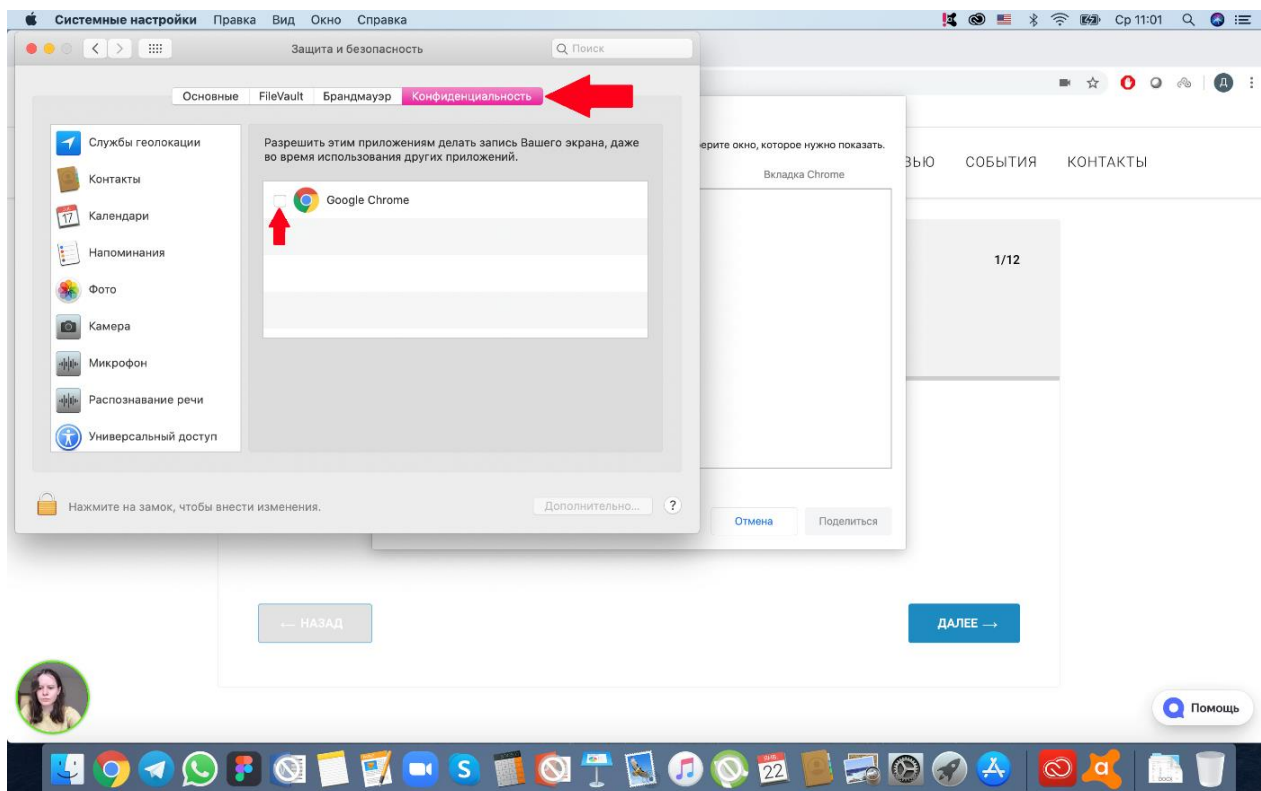 Системные настройки Правка Вид Окно Справка
Ср 11:01
Защита и безопасность
Поиск
Основные FileVault Брандмауэр Конфиденциальность
Службы геолокации
Контакты
Календари
Напоминания
Фото
Камера
Микрофон
Распознавание речи
Универсальный доступ
Разрешить этим приложениям делать запись Вашего экрана, даже
во время использования других приложений.
Google Chrome
Нажмите на замок, чтобы внести изменения.
Дополнительно... ?
окно, которое нужно показать.
Вкладка Chrome
Отмена Поделиться
СОБЫТИЯ КОНТАКТЫ
Д
1/12
← НАЗАД
ДАЛЕЕ →
Помощь
17
22
DOCX